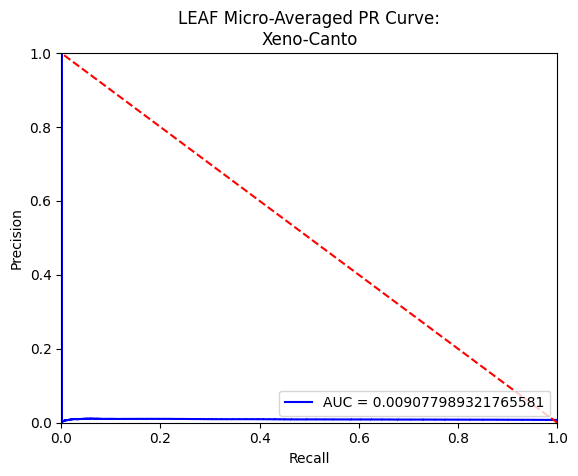 LEAF Micro-Averaged PR Curve:
Xeno-Canto
1.0
0.8
0.6
0.4
0.2
0.0
Precision
AUC = 0.009077989321765581
0.0 0.2 0.4 0.6 0.8 1.0
Recall